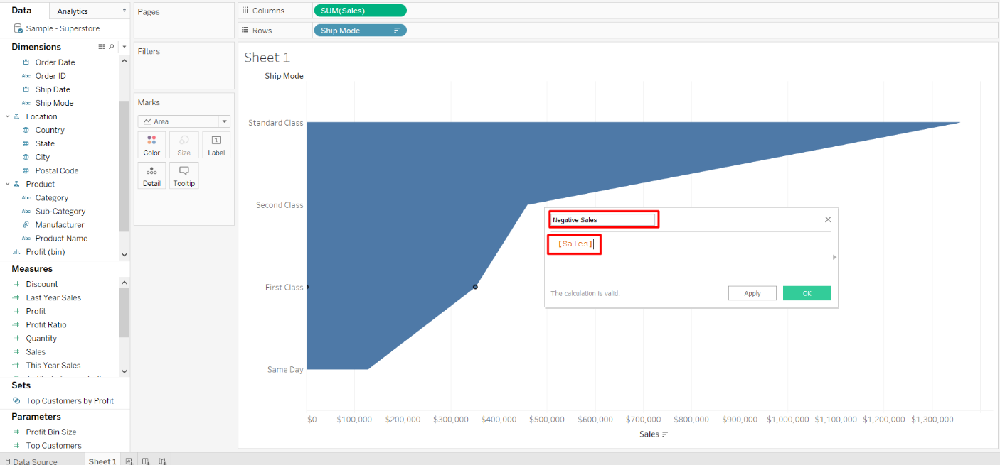 Data
Analytics
Sample - Superstore
Dimensions
Order Date
Abc Order ID
Ship Date
Abc Ship Mode
Location
Country
State
City
Postal Code
Product
Abc Category
Abc Sub-Category
Manufacturer
Abc Product Name
Profit (bin)
Measures
# Discount
# Last Year Sales
# Profit
# Profit Ratio
# Quantity
# Sales
# This Year Sales
Sets
Top Customers by Profit
Parameters
# Profit Bin Size
# Top Customers
Data Source
Sheet 1
Pages
Filters
Marks
Area
Color
Size
Label
Detail
Tooltip
Columns
SUM(Sales)
Rows
Ship Mode
Sheet 1
Ship Mode
Standard Class
Second Class
First Class
Same Day
Negative Sales
-[Sales]
The calculation is valid.
Apply
OK
$0 $100,000 $200,000 $300,000 $400,000 $500,000 $600,000 $700,000 $800,000 $900,000 $1,000,000 $1,100,000 $1,200,000 $1,300,000
Sales